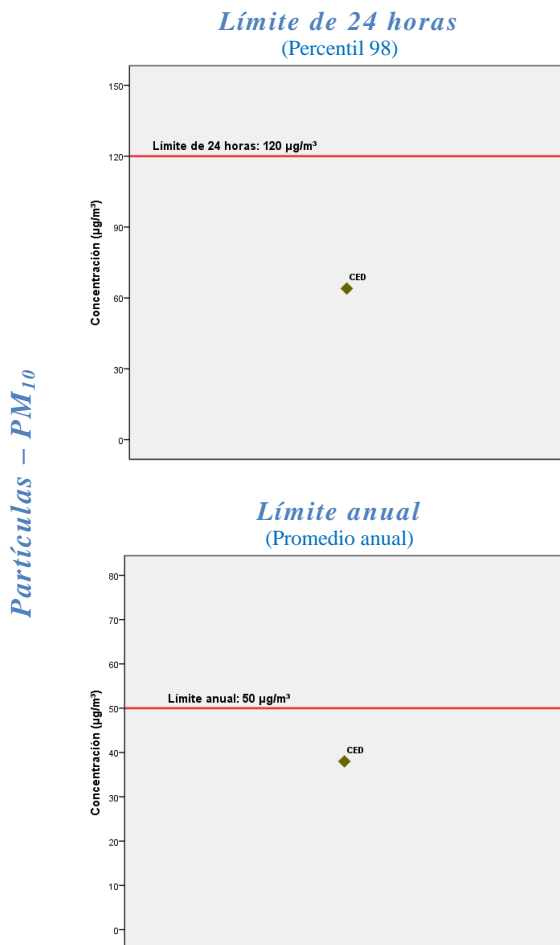 Partículas – PM10
Límite de 24 horas
(Percentil 98)
150
Límite de 24 horas: 120 µg/m³
120
90
CED
60
30
0
Concentración (µg/m³)
Límite anual
(Promedio anual)
80
70
60
Límite anual: 50 µg/m³
50
CED
40
30
20
10
0
Concentración (µg/m³)